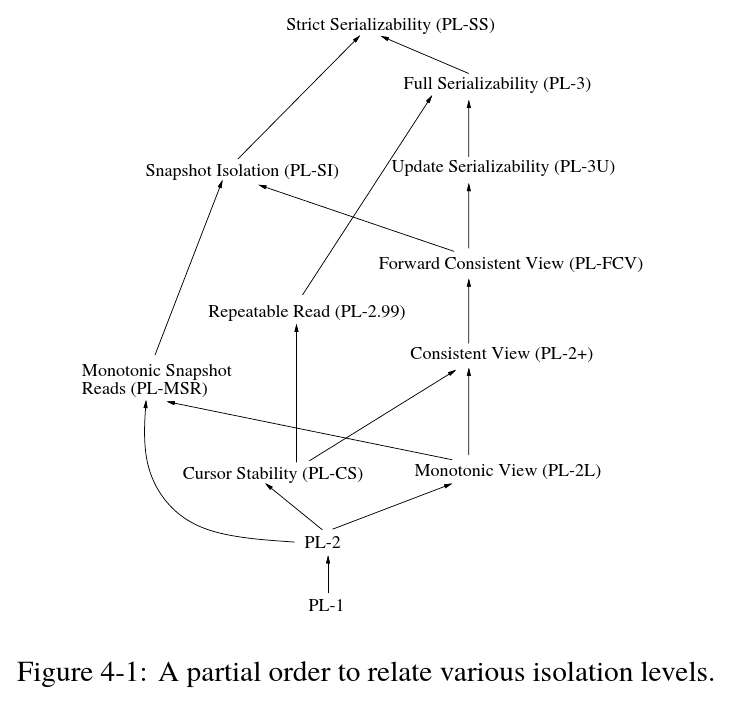 Strict Serializability (PL-SS)
Full Serializability (PL-3)
Snapshot Isolation (PL-SI)
Update Serializability (PL-3U)
Forward Consistent View (PL-FCV)
Repeatable Read (PL-2.99)
Consistent View (PL-2+)
Monotonic Snapshot
Reads (PL-MSR)
Cursor Stability (PL-CS)
Monotonic View (PL-2L)
PL-2
PL-1
Figure 4-1: A partial order to relate various isolation levels.